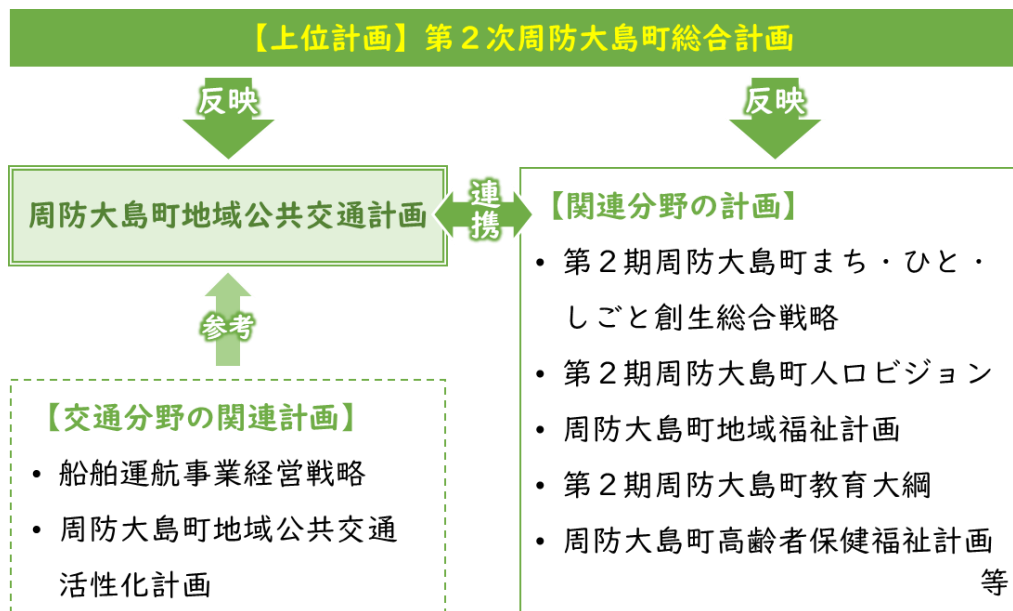 【上位計画】第２次周防大島町総合計画
反映
反映
周防大島町地域公共交通計画
連携
参考
【交通分野の関連計画】
• 船舶運航事業経営戦略
• 周防大島町地域公共交通
活性化計画
【関連分野の計画】
• 第２期周防大島町まち・ひと・
しごと創生総合戦略
• 第２期周防大島町人口ビジョン
• 周防大島町地域福祉計画
• 第２期周防大島町教育大綱
• 周防大島町高齢者保健福祉計画
等